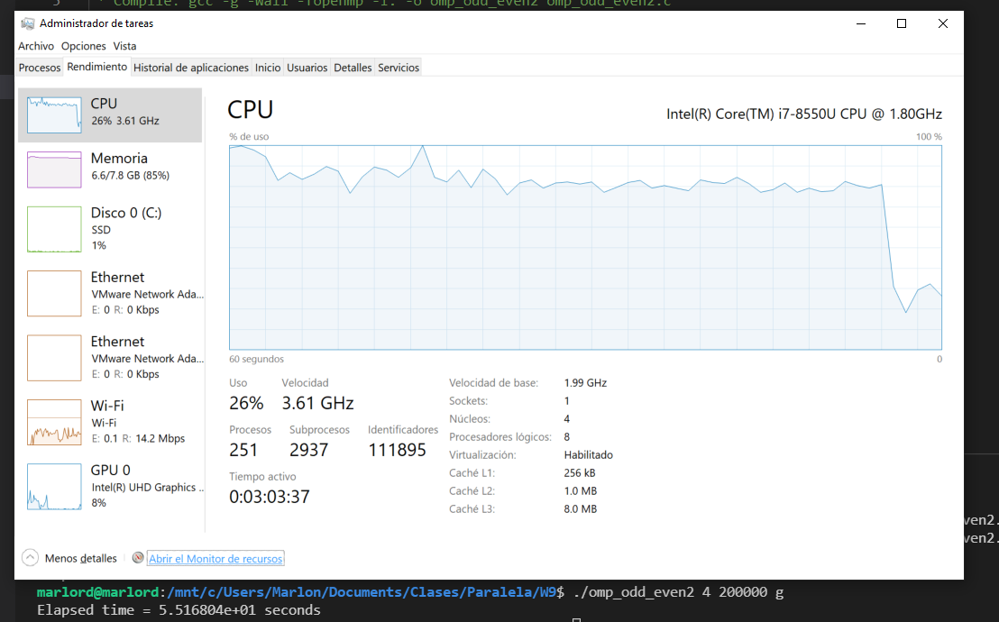 5 * Compile: gcc -g -Wall -fopenmp -I. -o omp_odd_even2 omp_odd_even2.c
Administrador de tareas
Archivo Opciones Vista
Procesos Rendimiento Historial de aplicaciones Inicio Usuarios Detalles Servicios
CPU
26% 3.61 GHz
Memoria
6.6/7.8 GB (85%)
Disco 0 (C:)
SSD
1%
Ethernet
VMware Network Ada...
E: 0 R: 0 Kbps
Ethernet
VMware Network Ada...
E: 0 R: 0 Kbps
Wi-Fi
Wi-Fi
E: 0.1 R: 14.2 Mbps
GPU 0
Intel(R) UHD Graphics ...
8%
CPU
Intel(R) Core(TM) i7-8550U CPU @ 1.80GHz
% de uso
100 %
60 segundos
0
Uso Velocidad
26% 3.61 GHz
Procesos Subprocesos Identificadores
251 2937 111895
Tiempo activo
0:03:03:37
Velocidad de base: 1.99 GHz
Sockets: 1
Núcleos: 4
Procesadores lógicos: 8
Virtualización: Habilitado
Caché L1: 256 kB
Caché L2: 1.0 MB
Caché L3: 8.0 MB
ven2.
ven2.
Menos detalles
Abrir el Monitor de recursos
marlord@marlord:/mnt/c/Users/Marlon/Documents/Clases/Paralela/W9$ ./omp_odd_even2 4 200000 g
Elapsed time = 5.516804e+01 seconds